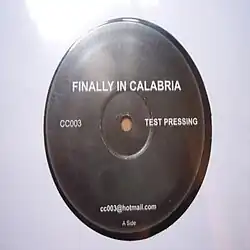 FINALLY IN CALABRIA
CC003 TEST PRESSING
cc003@hotmail.com
A Side